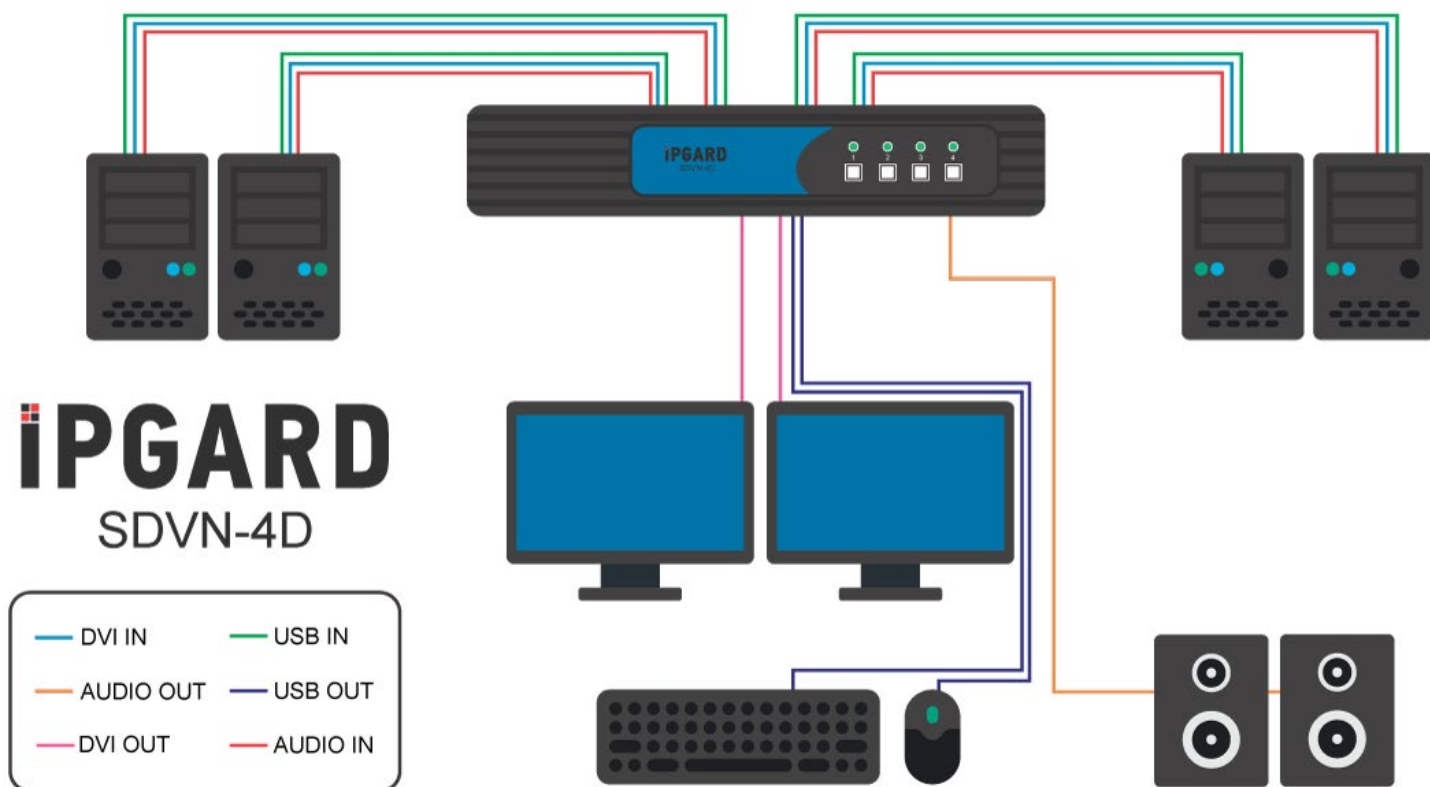 iPGARD
SDVN-4D
1 2 3 4
iPGARD
SDVN-4D
DVI IN
USB IN
AUDIO OUT
USB OUT
DVI OUT
AUDIO IN